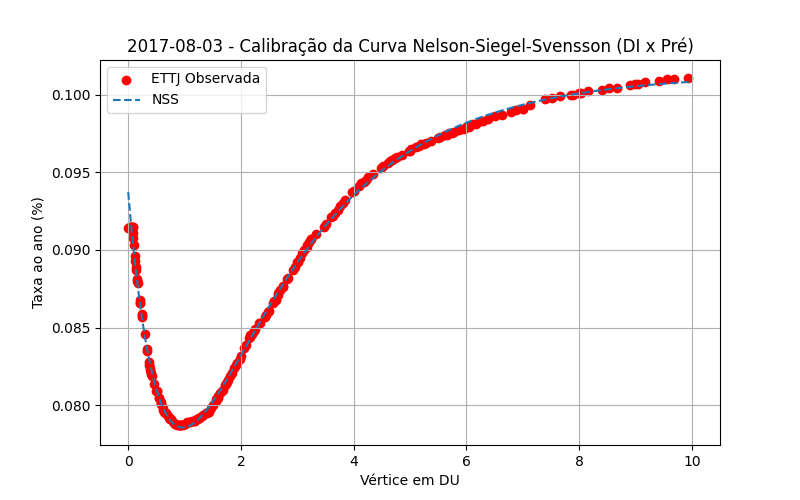 2017-08-03 - Calibração da Curva Nelson-Siegel-Svensson (DI x Pré)
ETTJ Observada
NSS
0.100
0.095
0.090
0.085
0.080
Taxa ao ano (%)
0
2
4
6
8
10
Vértice em DU